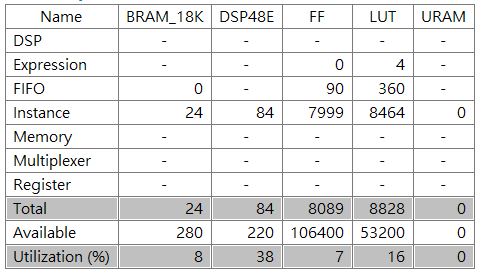 Name BRAM_18K DSP48E FF LUT URAM
DSP - - - - -
Expression - - 0 4 -
FIFO 0 - 90 360 -
Instance 24 84 7999 8464 0
Memory - - - - -
Multiplexer - - - - -
Register - - - - -
Total 24 84 8089 8828 0
Available 280 220 106400 53200 0
Utilization (%) 8 38 7 16 0